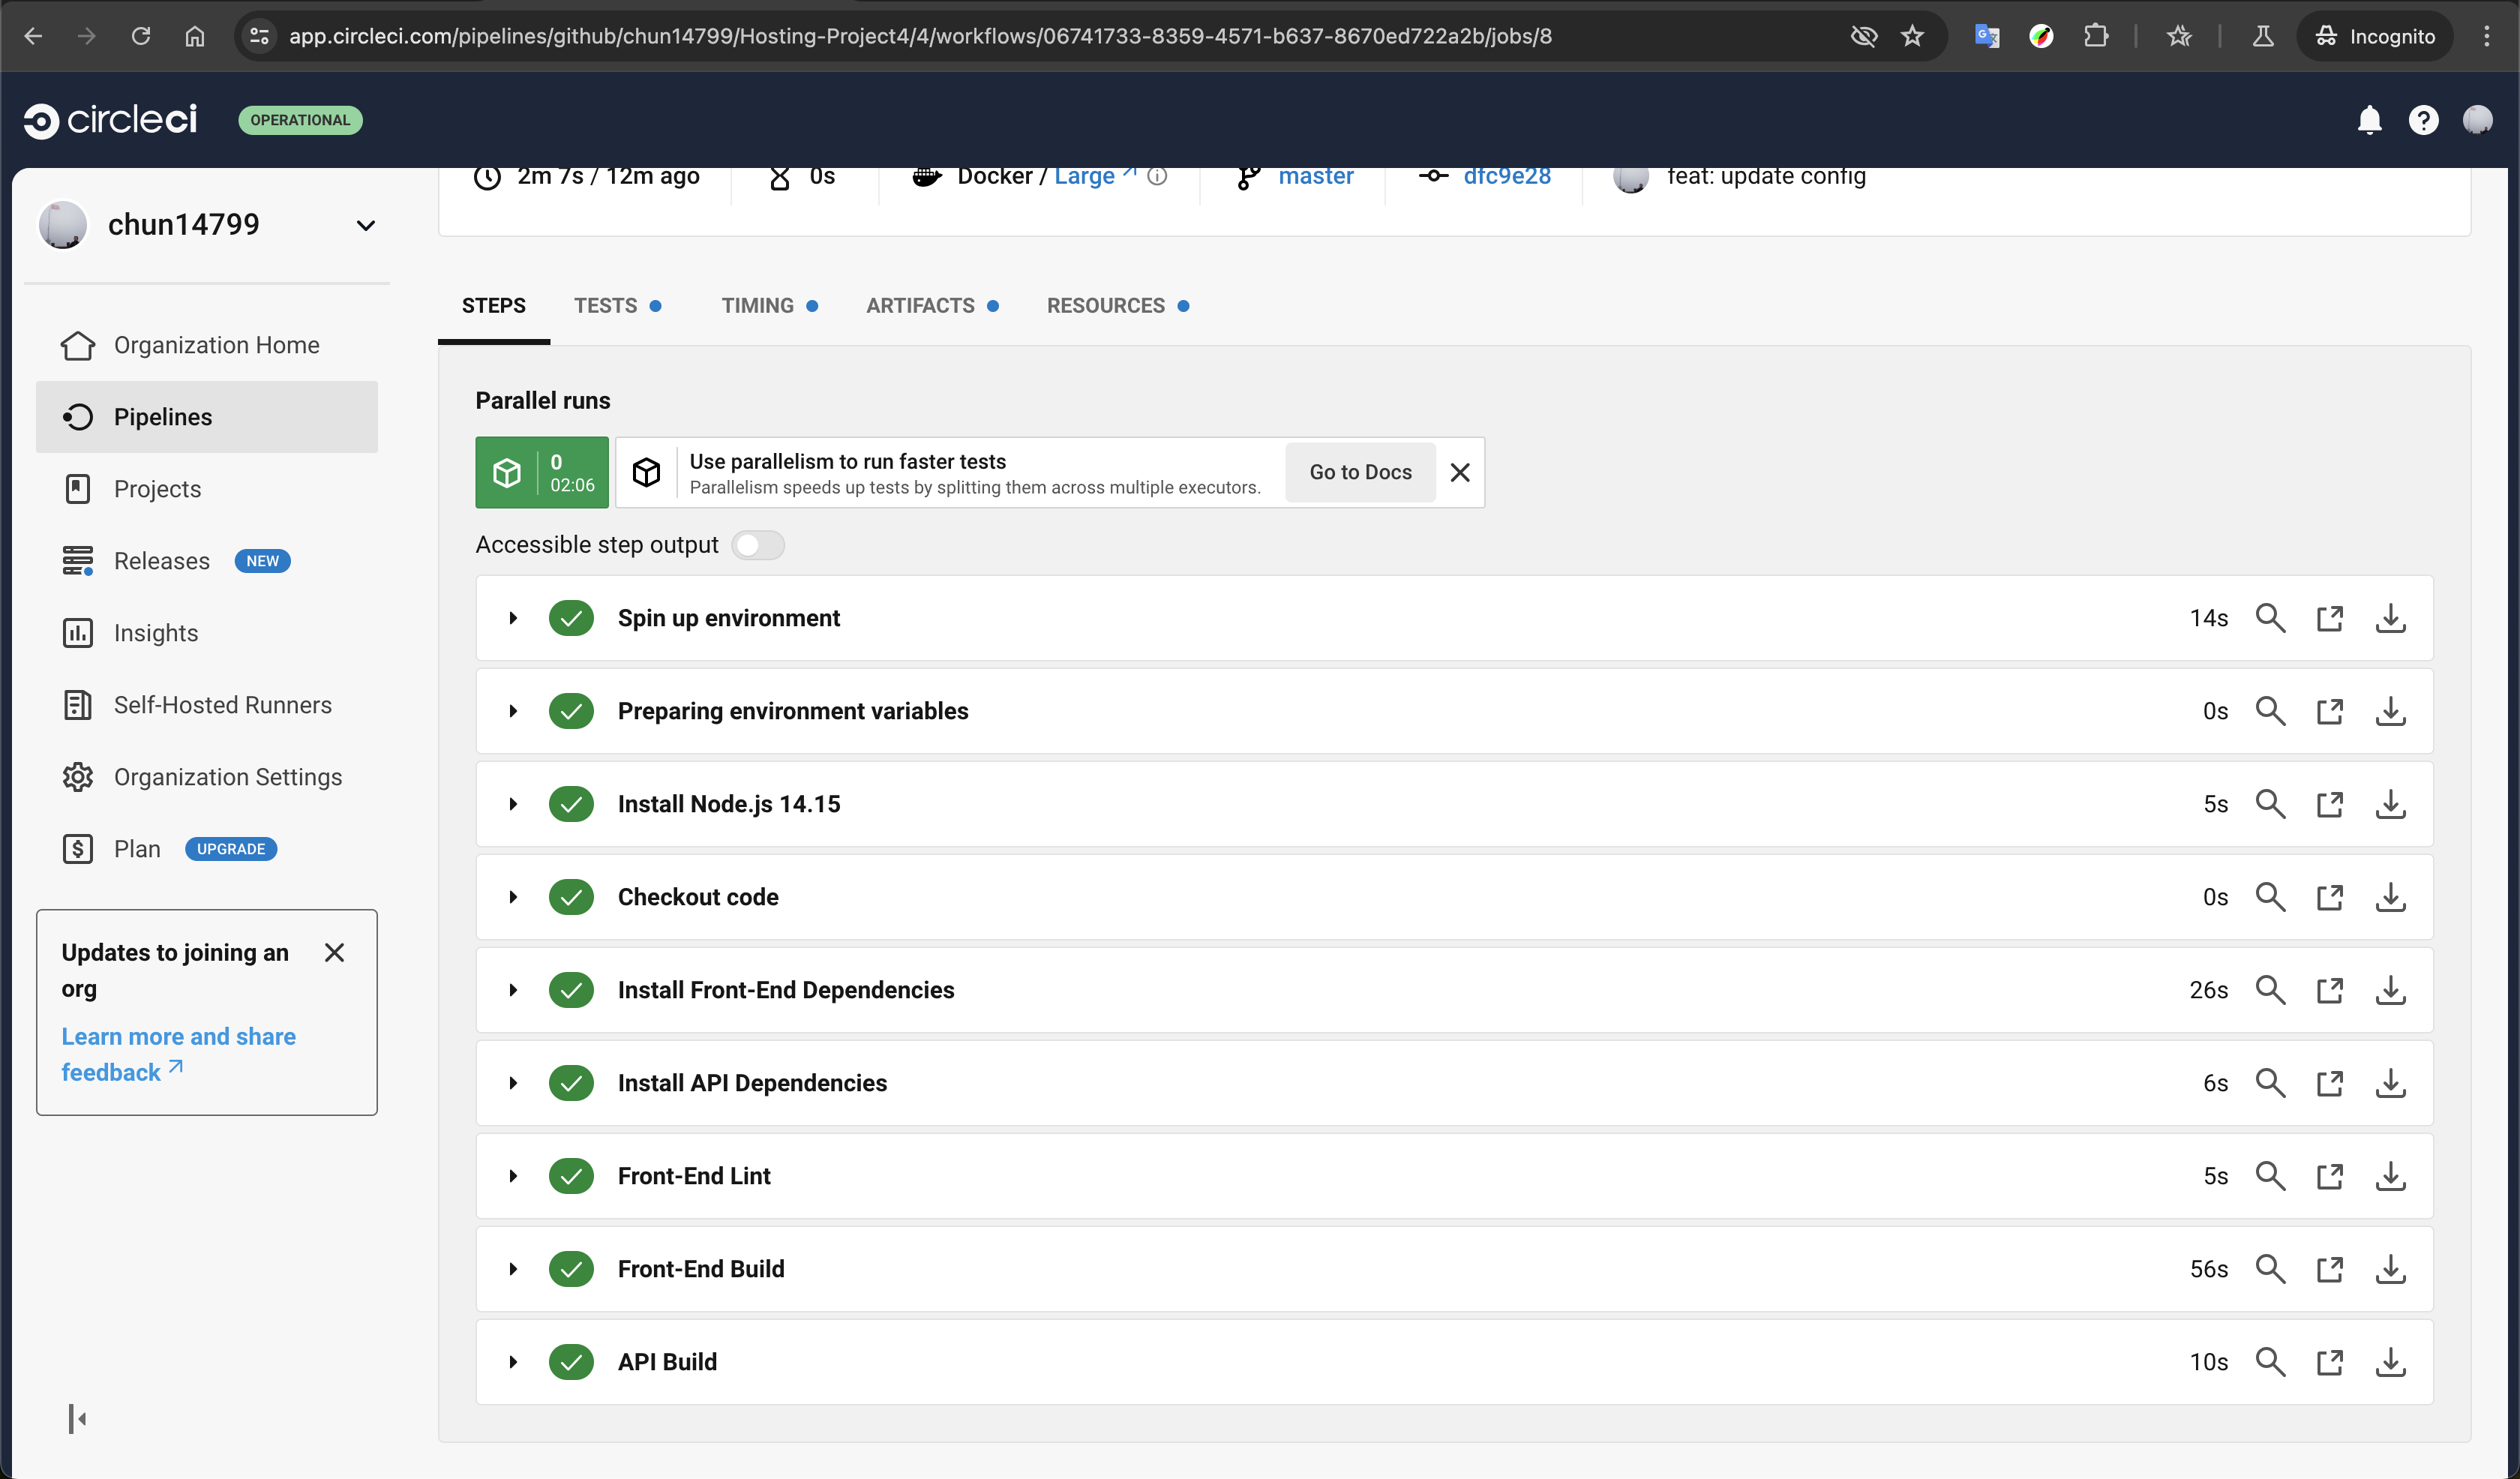 app.circleci.com/pipelines/github/chun14799/Hosting-Project4/4/workflows/06741733-8359-4571-b637-8670ed722a2b/jobs/8
Incognito
circleci
OPERATIONAL
chun14799
Organization Home
Pipelines
Projects
Releases NEW
Insights
Self-Hosted Runners
Organization Settings
Plan UPGRADE
Updates to joining an
org
Learn more and share
feedback
2m 7s / 12m ago
0s
Docker / Large
master
dfc9e28
feat: update config
STEPS
TESTS
TIMING
ARTIFACTS
RESOURCES
Parallel runs
0
02:06
Use parallelism to run faster tests
Parallelism speeds up tests by splitting them across multiple executors.
Go to Docs
Accessible step output
Spin up environment 14s
Preparing environment variables 0s
Install Node.js 14.15 5s
Checkout code 0s
Install Front-End Dependencies 26s
Install API Dependencies 6s
Front-End Lint 5s
Front-End Build 56s
API Build 10s